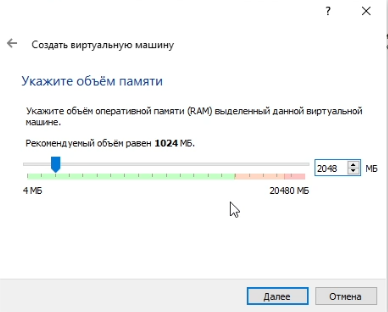 ?
Создать виртуальную машину
Укажите объём памяти
Укажите объём оперативной памяти (RAM) выделенный данной виртуальной
машине.
Рекомендуемый объём равен 1024 МБ.
2048 МБ
4 МБ 20480 МБ
Далее Отмена